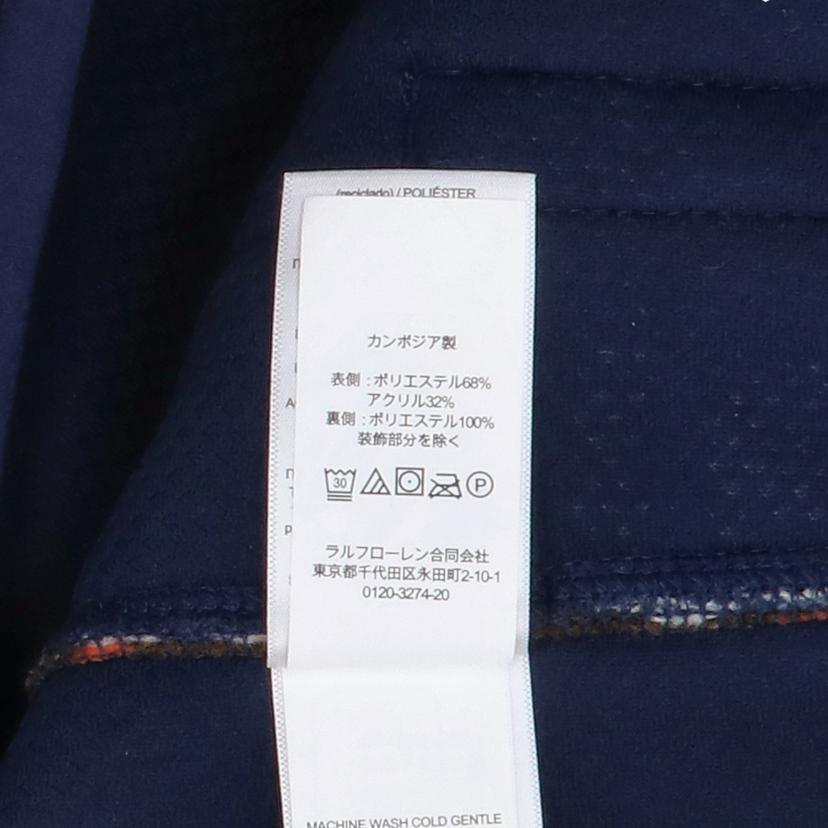 (reciclado) / POLIÉSTER
カンボジア製
表側 : ポリエステル68%
アクリル32%
裏側 : ポリエステル100%
装飾部分を除く
30
P
ラルフローレン合同会社
東京都千代田区永田町2-10-1
0120-3274-20
MACHINE WASH COLD GENTLE